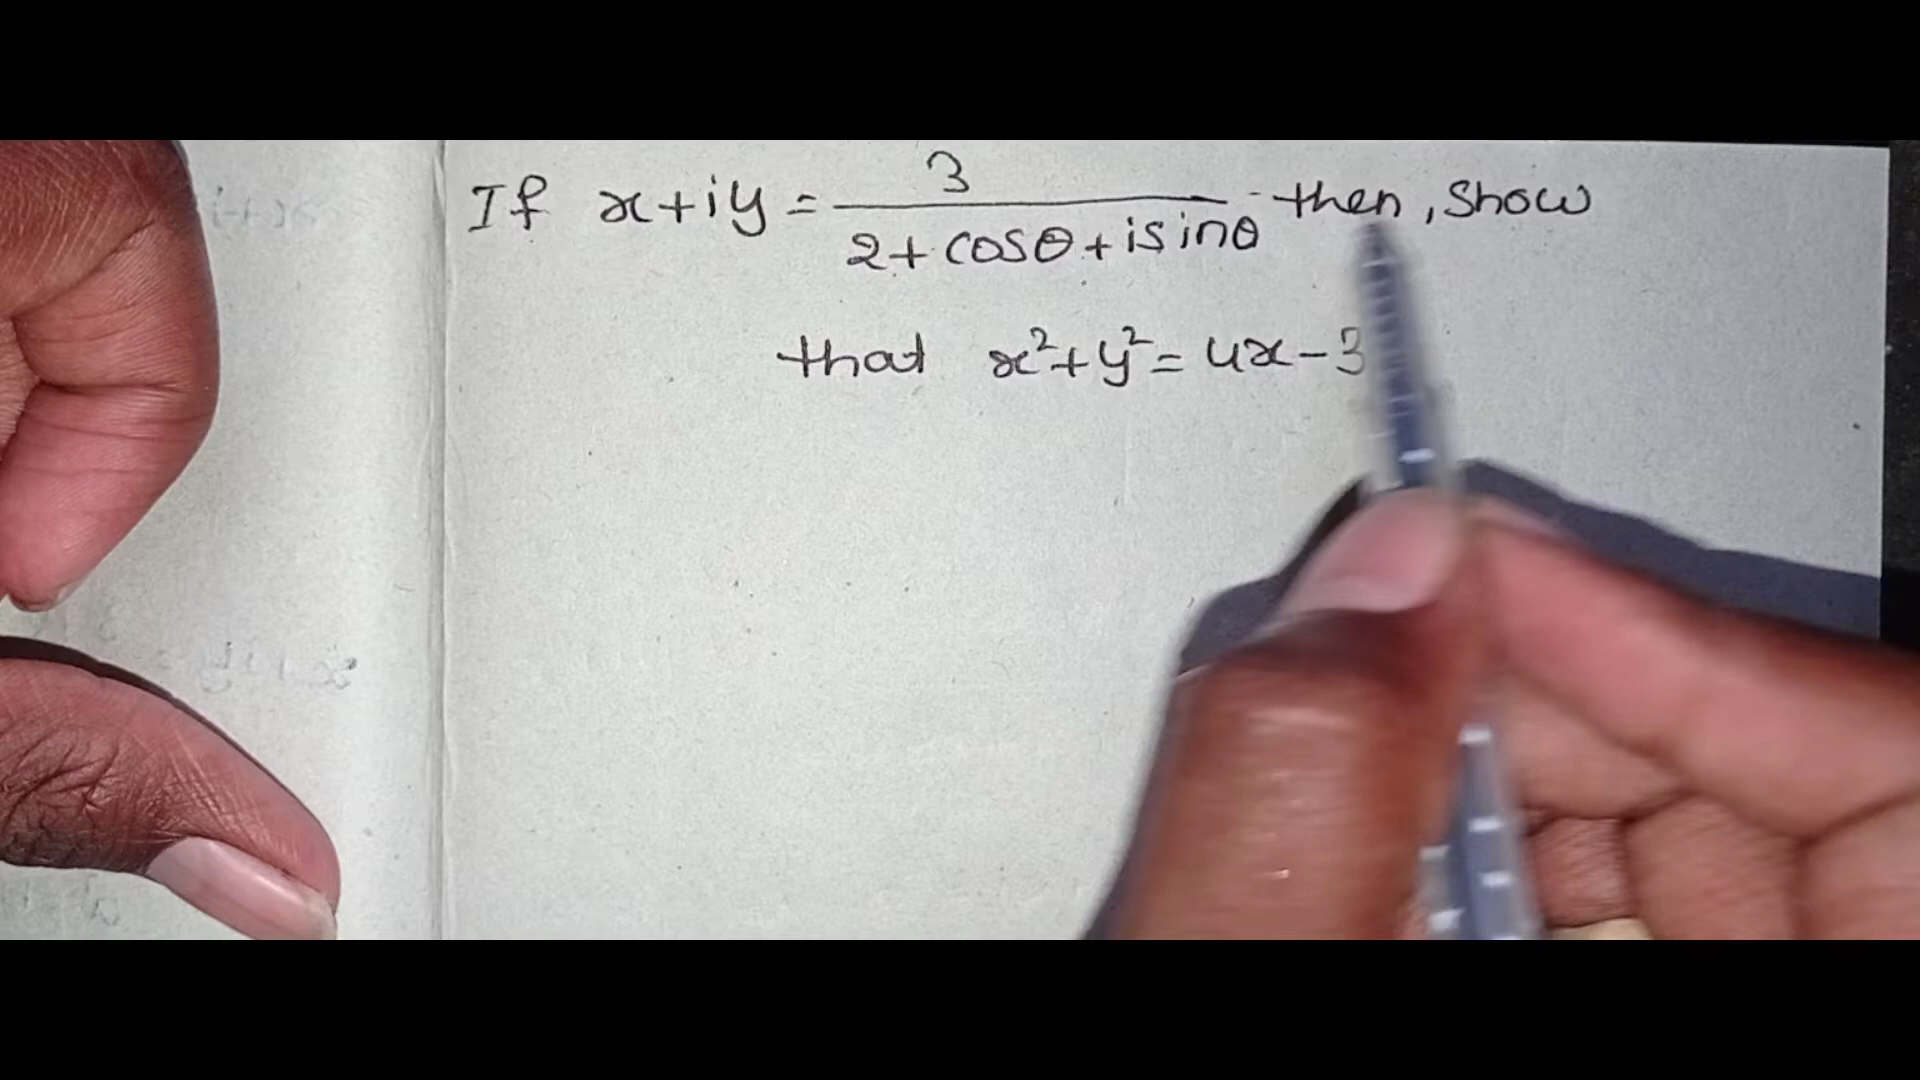 If x+iy = 3/(2+cosθ+isinθ) then, show
that x²+y² = 4x-3